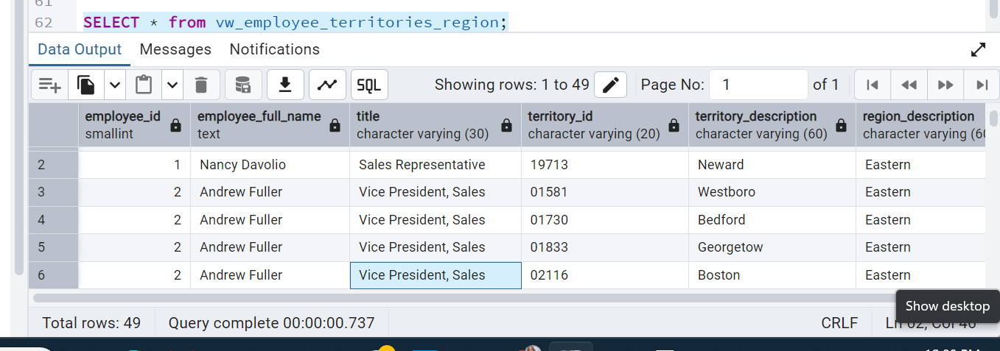 61
62 SELECT * from vw_employee_territories_region;
Data Output Messages Notifications
SQL Showing rows: 1 to 49 Page No: 1 of 1
employee_id employee_full_name title territory_id territory_description region_description
smallint text character varying (30) character varying (20) character varying (60) character varying
2 1 Nancy Davolio Sales Representative 19713 Neward Eastern
3 2 Andrew Fuller Vice President, Sales 01581 Westboro Eastern
4 2 Andrew Fuller Vice President, Sales 01730 Bedford Eastern
5 2 Andrew Fuller Vice President, Sales 01833 Georgetow Eastern
6 2 Andrew Fuller Vice President, Sales 02116 Boston Eastern
Show desktop
Total rows: 49 Query complete 00:00:00.737 CRLF Ln 62, Col 46